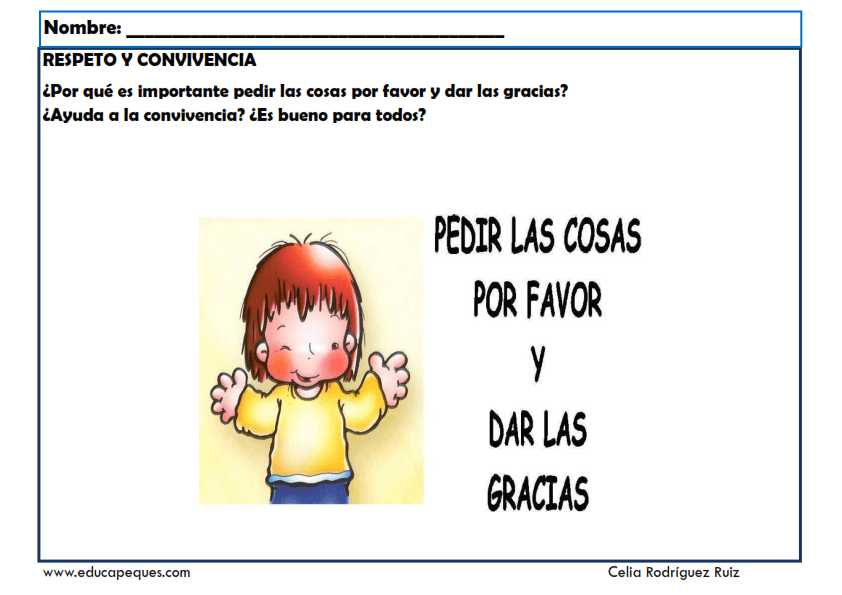 Nombre: ________________________________________
RESPETO Y CONVIVENCIA
¿Por qué es importante pedir las cosas por favor y dar las gracias?
¿Ayuda a la convivencia? ¿Es bueno para todos?
PEDIR LAS COSAS
POR FAVOR
Y
DAR LAS
GRACIAS
www.educapeques.com
Celia Rodríguez Ruiz